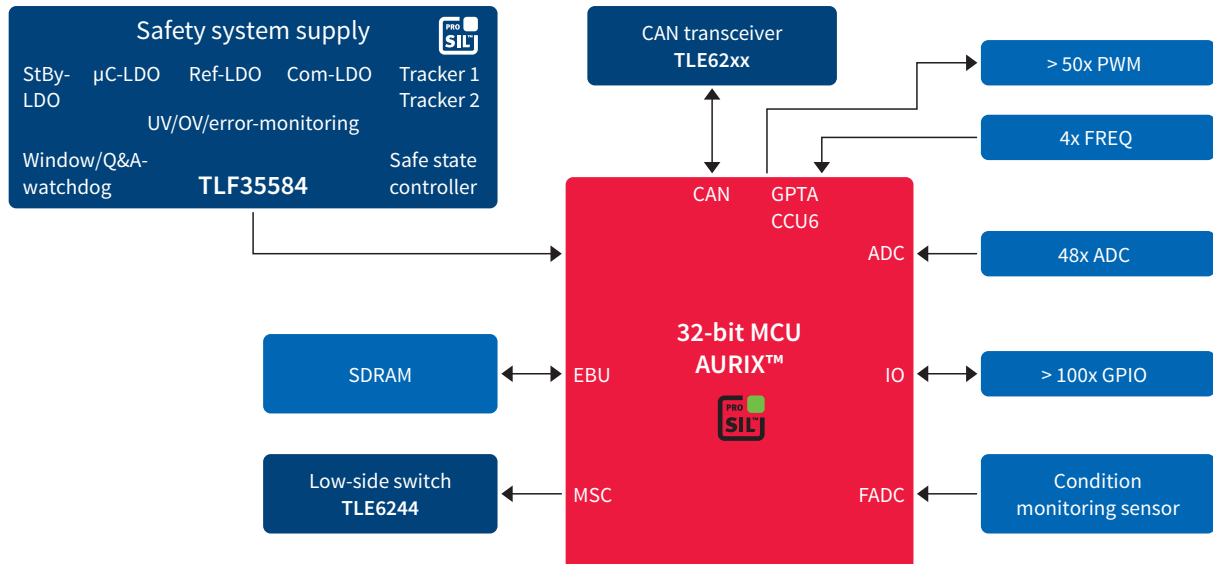 Safety system supply
PRO
SIL™
StBy-
LDO
µC-LDO
Ref-LDO
Com-LDO
Tracker 1
Tracker 2
UV/OV/error-monitoring
Window/Q&A-
watchdog
TLF35584
Safe state
controller
CAN transceiver
TLE62xx
> 50x PWM
4x FREQ
48x ADC
> 100x GPIO
Condition
monitoring sensor
SDRAM
Low-side switch
TLE6244
CAN
GPTA
CCU6
ADC
32-bit MCU
AURIX™
PRO
SIL™
EBU
IO
MSC
FADC